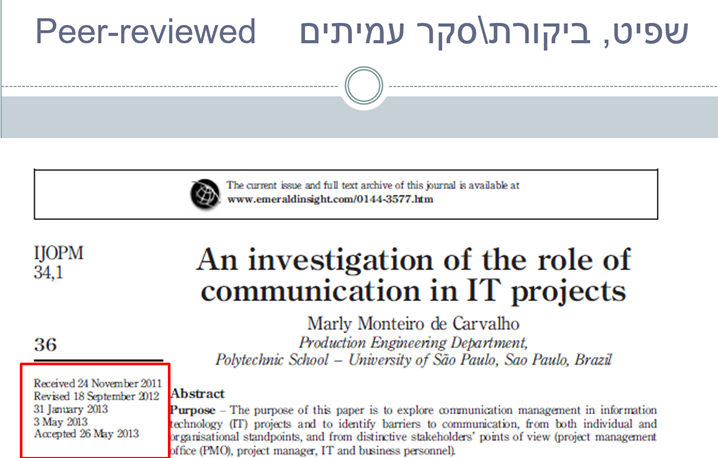 Peer-reviewed שפיט, ביקורת\סקר עמיתים
The current issue and full text archive of this journal is available at
www.emeraldinsight.com/0144-3577.htm
IJOPM
34,1
An investigation of the role of
communication in IT projects
Marly Monteiro de Carvalho
Production Engineering Department,
Polytechnic School – University of São Paulo, Sao Paulo, Brazil
36
Received 24 November 2011
Revised 18 September 2012
31 January 2013
3 May 2013
Accepted 26 May 2013
Abstract
Purpose – The purpose of this paper is to explore communication management in information
technology (IT) projects and to identify barriers to communication, from both individual and
organisational standpoints, and from distinctive stakeholders' points of view (project management
office (PMO), project manager, IT and business personnel).